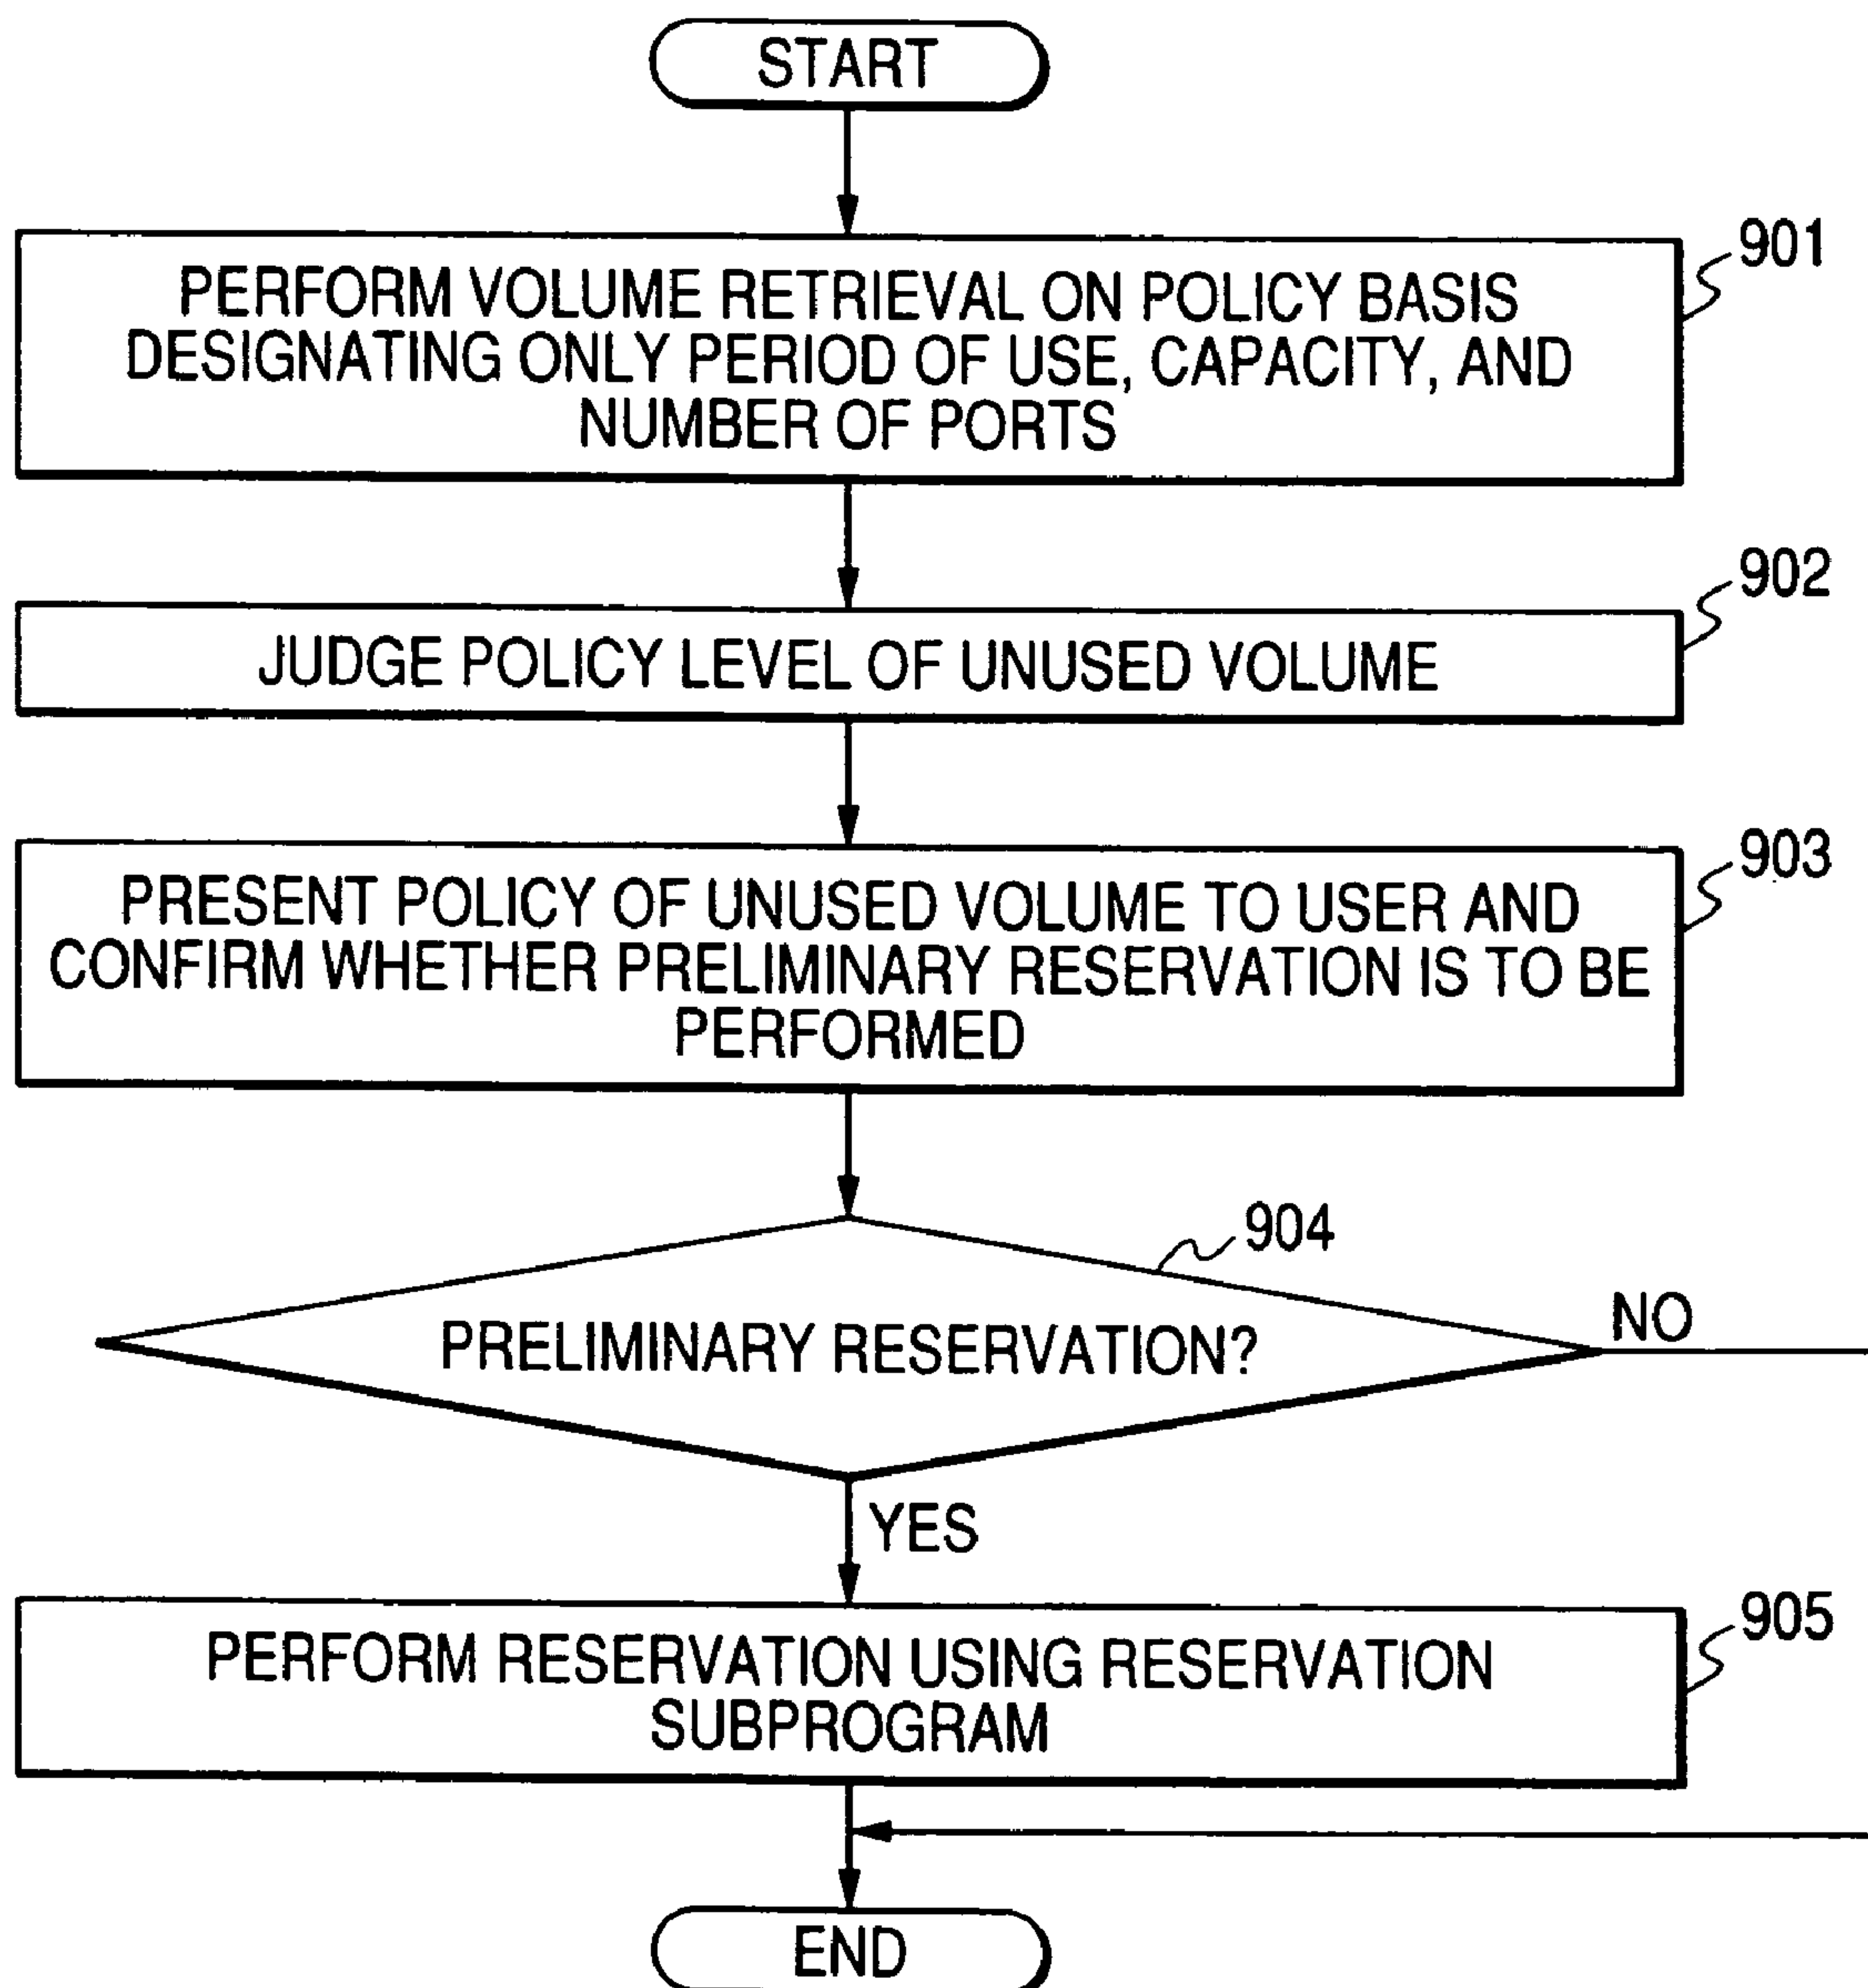 START
PERFORM VOLUME RETRIEVAL ON POLICY BASIS
DESIGNATING ONLY PERIOD OF USE, CAPACITY, AND
NUMBER OF PORTS
901
JUDGE POLICY LEVEL OF UNUSED VOLUME
902
PRESENT POLICY OF UNUSED VOLUME TO USER AND
CONFIRM WHETHER PRELIMINARY RESERVATION IS TO BE
PERFORMED
903
904
PRELIMINARY RESERVATION?
NO
YES
PERFORM RESERVATION USING RESERVATION
SUBPROGRAM
905
END